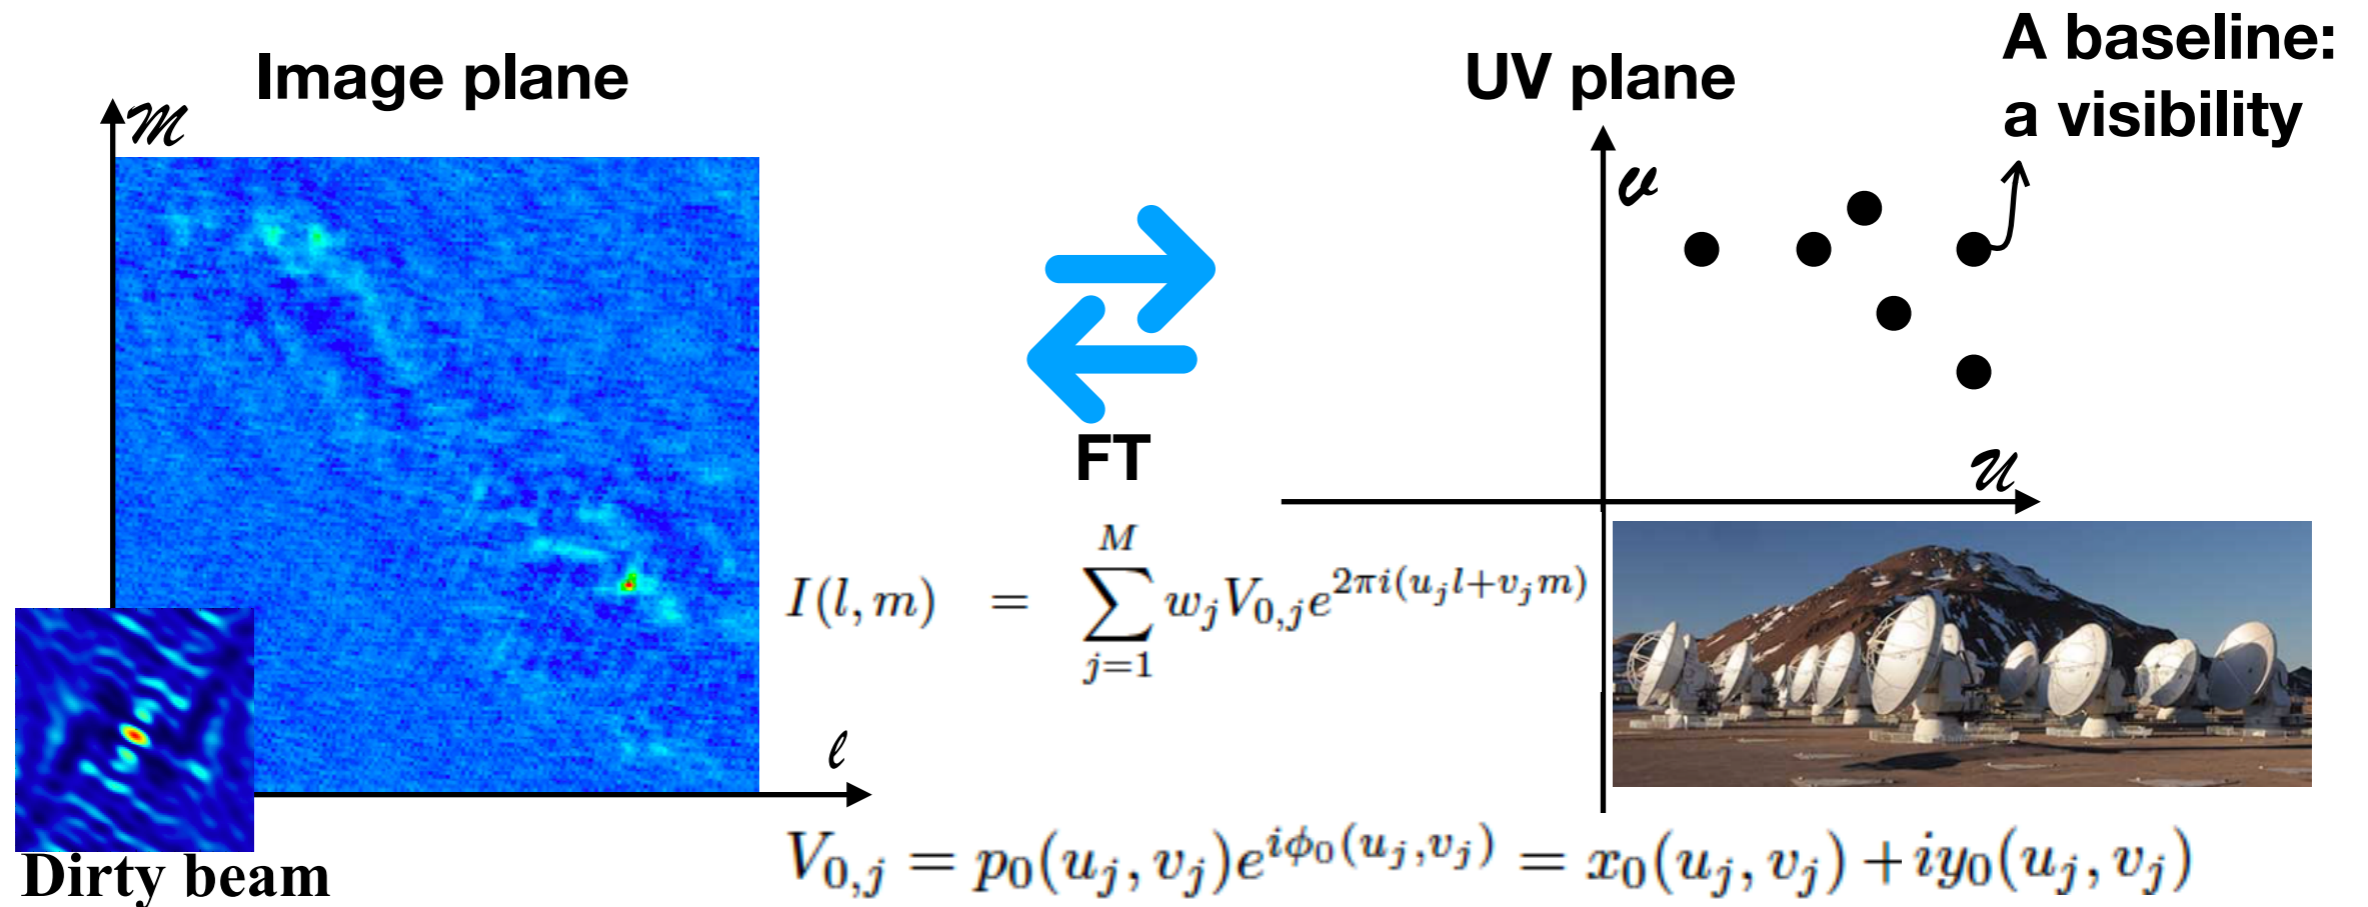 Image plane
UV plane
A baseline:
a visibility
m
v
FT
u
I(l, m) = \sum_{j=1}^{M} w_j V_{0,j} e^{2πi(u_j l+v_j m)}
l
V_{0,j} = p_0(u_j, v_j)e^{iϕ_0(u_j,v_j)} = x_0(u_j, v_j) + iy_0(u_j, v_j)
Dirty beam